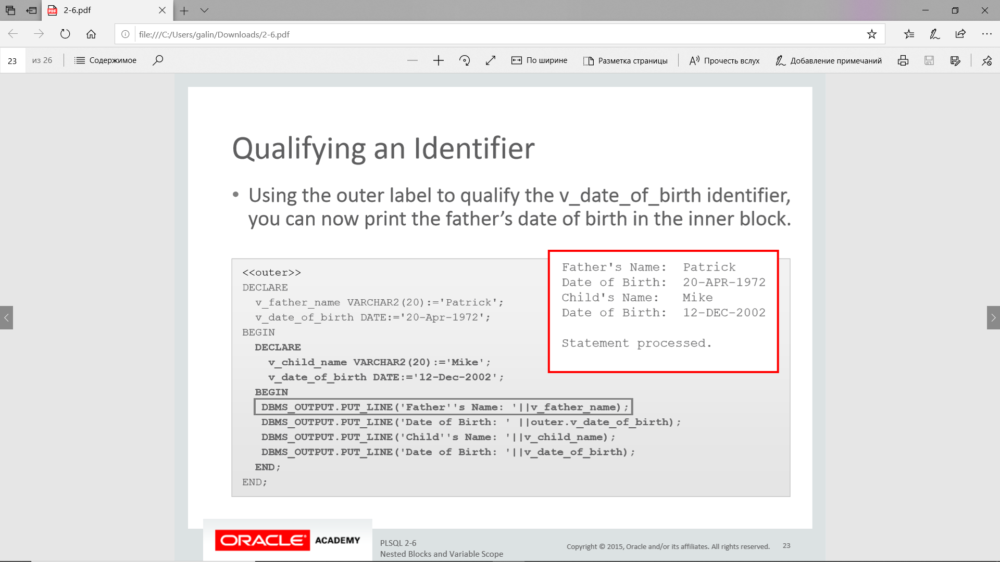 2-6.pdf
file:///C:/Users/galin/Downloads/2-6.pdf
23 из 26 Содержимое По ширине Разметка страницы Прочесть вслух Добавление примечаний
Qualifying an Identifier
• Using the outer label to qualify the v_date_of_birth identifier,
you can now print the father’s date of birth in the inner block.
<<outer>>
DECLARE
v_father_name VARCHAR2(20):='Patrick';
v_date_of_birth DATE:='20-Apr-1972';
BEGIN
DECLARE
v_child_name VARCHAR2(20):='Mike';
v_date_of_birth DATE:='12-Dec-2002';
BEGIN
DBMS_OUTPUT.PUT_LINE('Father''s Name: '||v_father_name);
DBMS_OUTPUT.PUT_LINE('Date of Birth: ' ||outer.v_date_of_birth);
DBMS_OUTPUT.PUT_LINE('Child''s Name: '||v_child_name);
DBMS_OUTPUT.PUT_LINE('Date of Birth: '||v_date_of_birth);
END;
END;
Father's Name: Patrick
Date of Birth: 20-APR-1972
Child's Name: Mike
Date of Birth: 12-DEC-2002
Statement processed.
ORACLE ACADEMY
PLSQL 2-6
Nested Blocks and Variable Scope
Copyright © 2015, Oracle and/or its affiliates. All rights reserved. 23